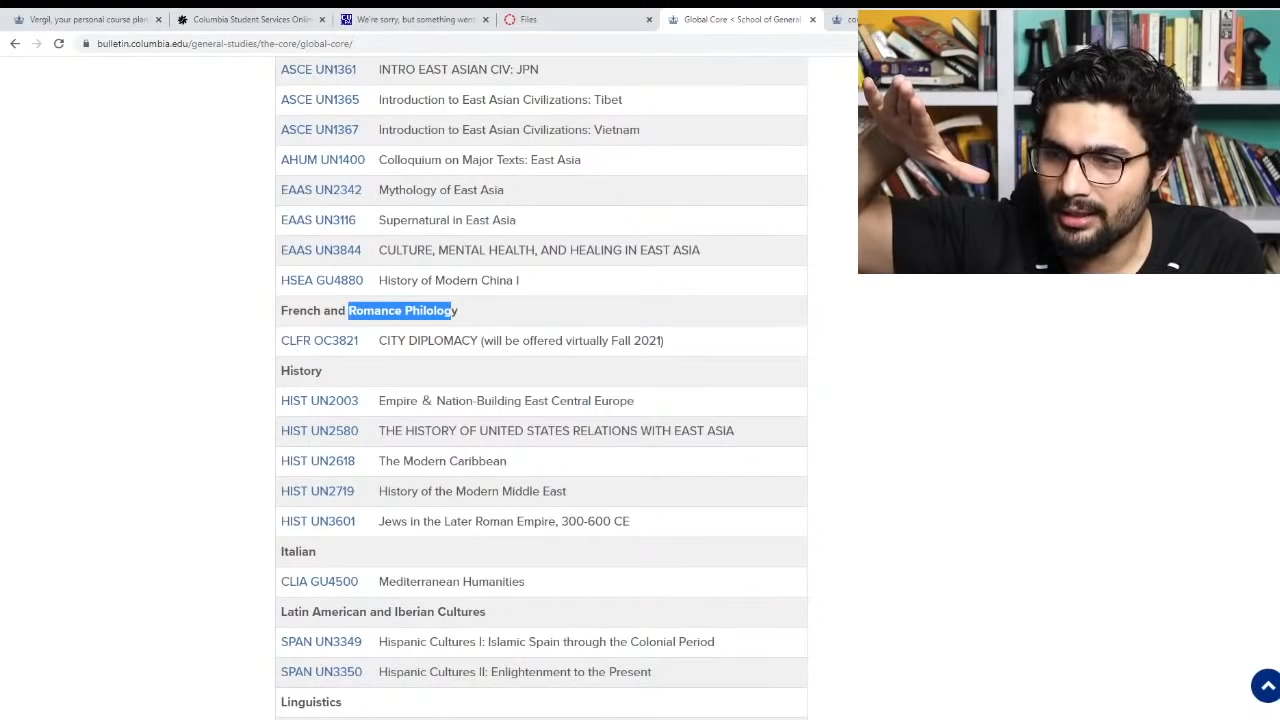 Vergil, your personal course plan
Columbia Student Services Onlin
We're sorry, but something went
Files
Global Core < School of General
co
bulletin.columbia.edu/general-studies/the-core/global-core/
ASCE UN1361 INTRO EAST ASIAN CIV: JPN
ASCE UN1365 Introduction to East Asian Civilizations: Tibet
ASCE UN1367 Introduction to East Asian Civilizations: Vietnam
AHUM UN1400 Colloquium on Major Texts: East Asia
EAAS UN2342 Mythology of East Asia
EAAS UN3116 Supernatural in East Asia
EAAS UN3844 CULTURE, MENTAL HEALTH, AND HEALING IN EAST ASIA
HSEA GU4880 History of Modern China I
French and Romance Philology
CLFR OC3821 CITY DIPLOMACY (will be offered virtually Fall 2021)
History
HIST UN2003 Empire & Nation-Building East Central Europe
HIST UN2580 THE HISTORY OF UNITED STATES RELATIONS WITH EAST ASIA
HIST UN2618 The Modern Caribbean
HIST UN2719 History of the Modern Middle East
HIST UN3601 Jews in the Later Roman Empire, 300-600 CE
Italian
CLIA GU4500 Mediterranean Humanities
Latin American and Iberian Cultures
SPAN UN3349 Hispanic Cultures I: Islamic Spain through the Colonial Period
SPAN UN3350 Hispanic Cultures II: Enlightenment to the Present
Linguistics